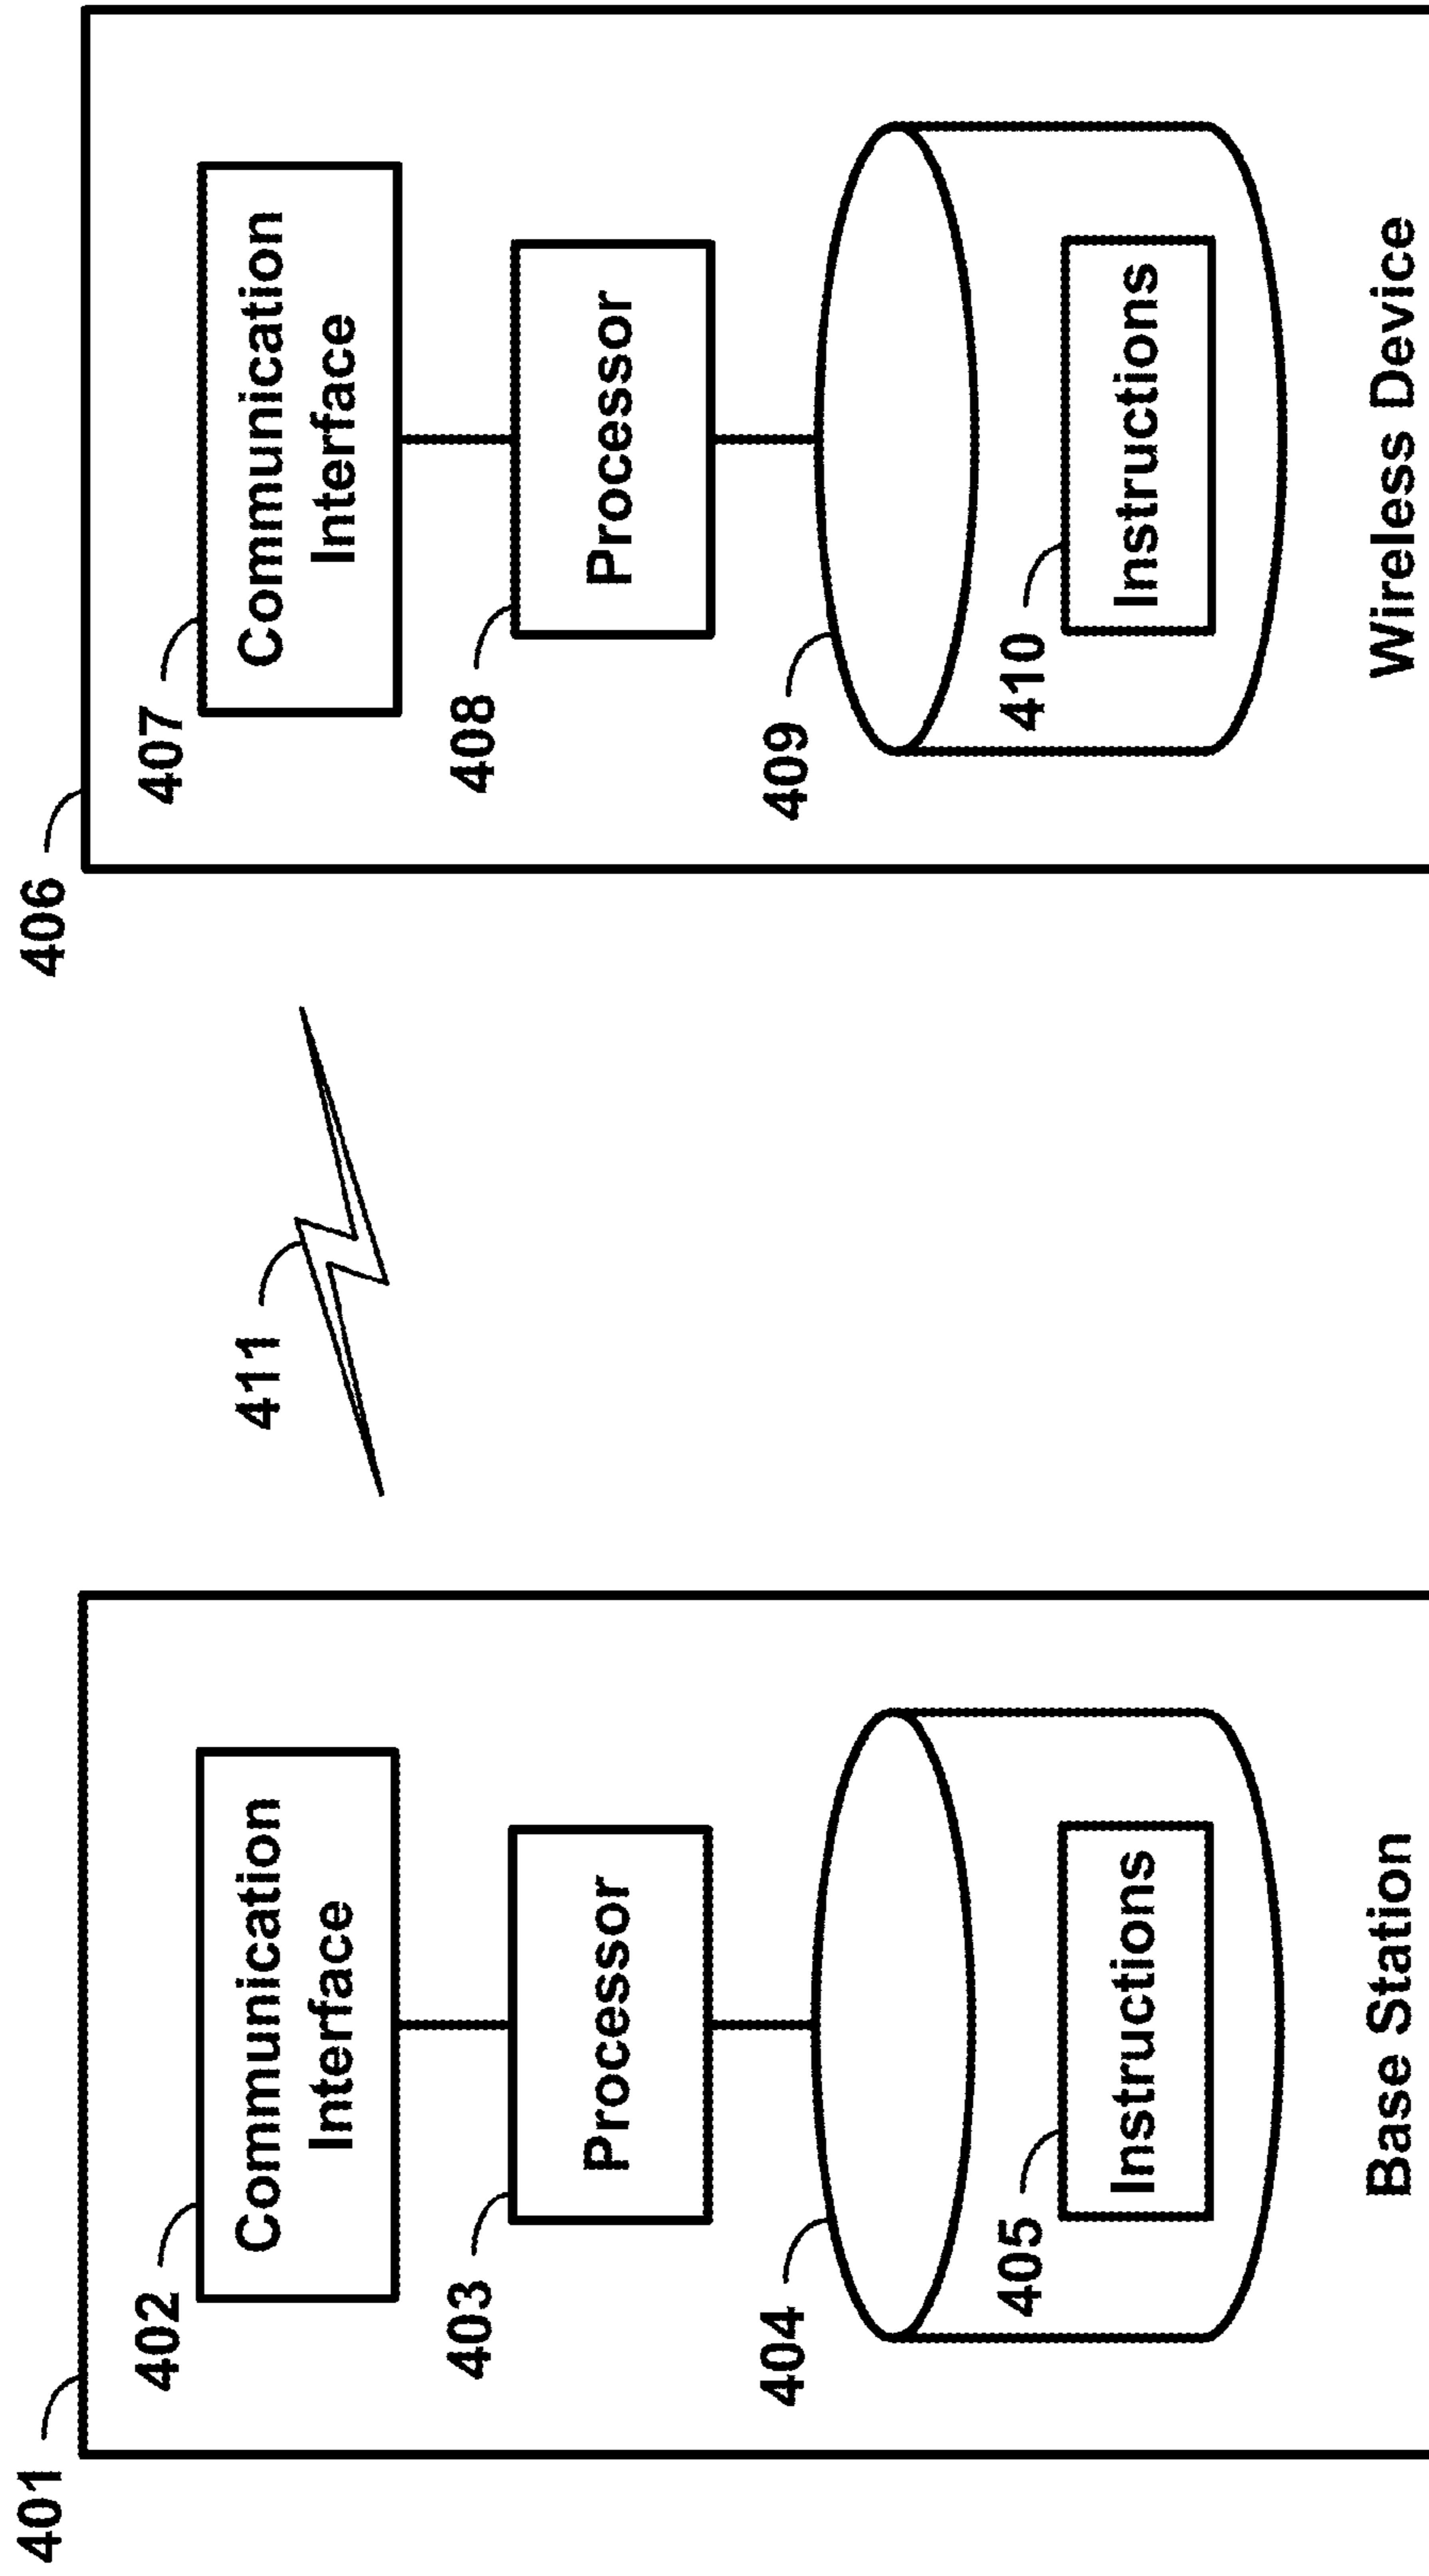 401
402
Communication
Interface
403
Processor
404
405
Instructions
Base Station
411
406
407
Communication
Interface
408
Processor
409
410
Instructions
Wireless Device